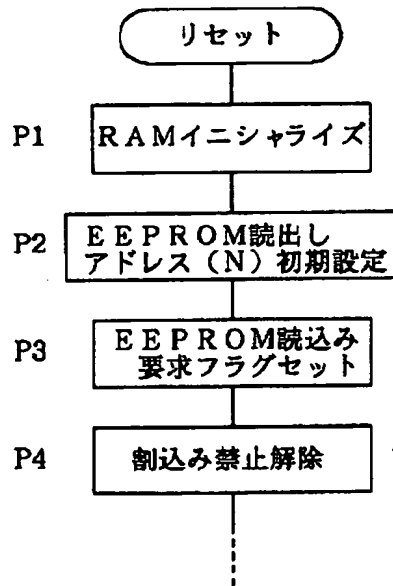 リセット
P1 RAMイニシャライズ
P2 EEPROM読出し
アドレス(N)初期設定
P3 EEPROM読込み
要求フラグセット
P4 割込み禁止解除